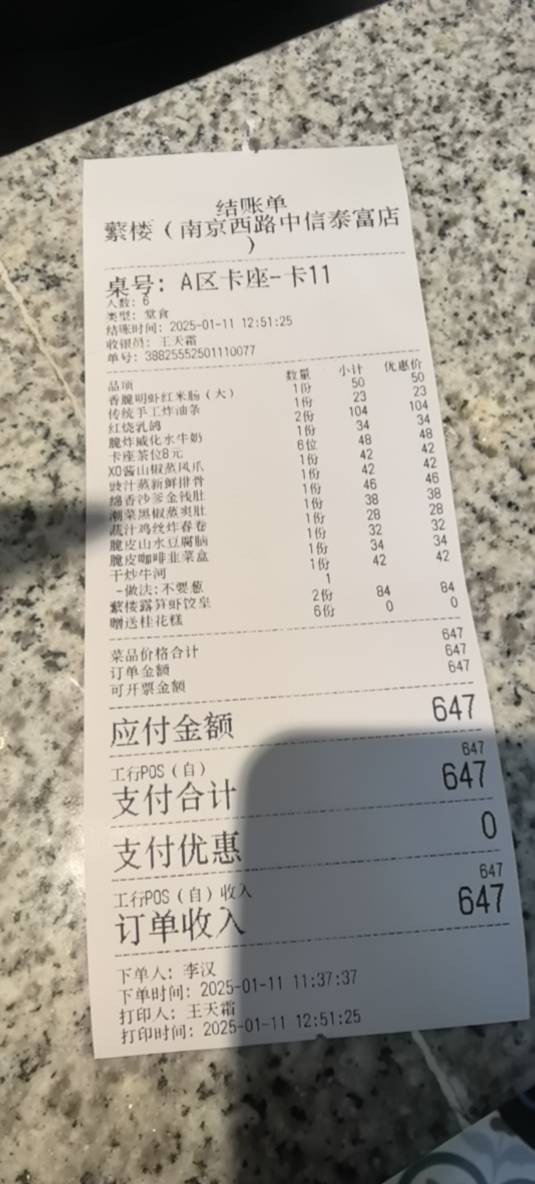 结账单
蘩楼（南京西路中信泰富店
）
桌号: A区卡座-卡11
人数: 6
类型: 堂食
结账时间: 2025-01-11 12:51:25
收银员: 王天霜
单号: 38825552501110077
品项 数量 小计 优惠价
香脆明虾红米肠（大） 1份 50 50
传统手工炸油条 1份 23 23
红烧乳鸽 2份 104 104
脆炸威化水牛奶 1份 34 34
卡座茶位8元 6位 48 48
XO酱山椒蒸凤爪 1份 42 42
豉汁蒸新鲜排骨 1份 42 42
绵香沙爹金钱肚 1份 46 46
潮菜黑椒蒸爽肚 1份 38 38
蔬汁鸡丝炸春卷 1份 28 28
脆皮山水豆腐脑 1份 32 32
脆皮咖啡韭菜盒 1份 34 34
干炒牛河 1份 42 42
-做法:不要葱 1
蘩楼露笋虾饺皇 2份 84 84
赠送桂花糕 6份 0 0
菜品价格合计 647
订单金额 647
可开票金额 647
应付金额 647
工行POS（自） 647
支付合计 647
支付优惠 0
工行POS（自）收入 647
订单收入 647
下单人: 李汉
下单时间: 2025-01-11 11:37:37
打印人: 王天霜
打印时间: 2025-01-11 12:51:25